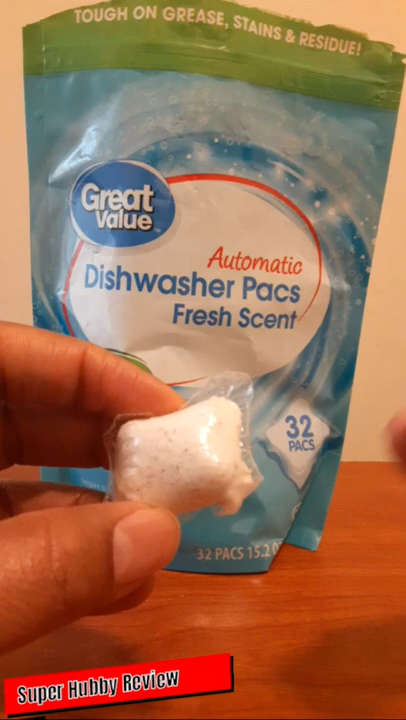 TOUGH ON GREASE, STAINS & RESIDUE!
Great
Value
Automatic
Dishwasher Pacs
Fresh Scent
32
PACS
32 PACS 15.2
Super Hubby Review